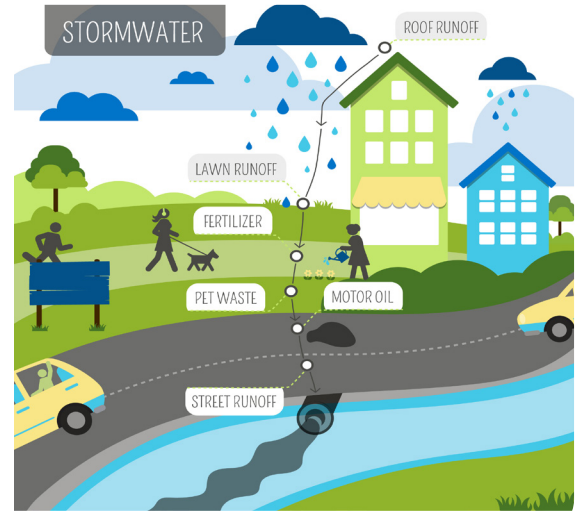 STORMWATER
ROOF RUNOFF
LAWN RUNOFF
FERTILIZER
PET WASTE
MOTOR OIL
STREET RUNOFF